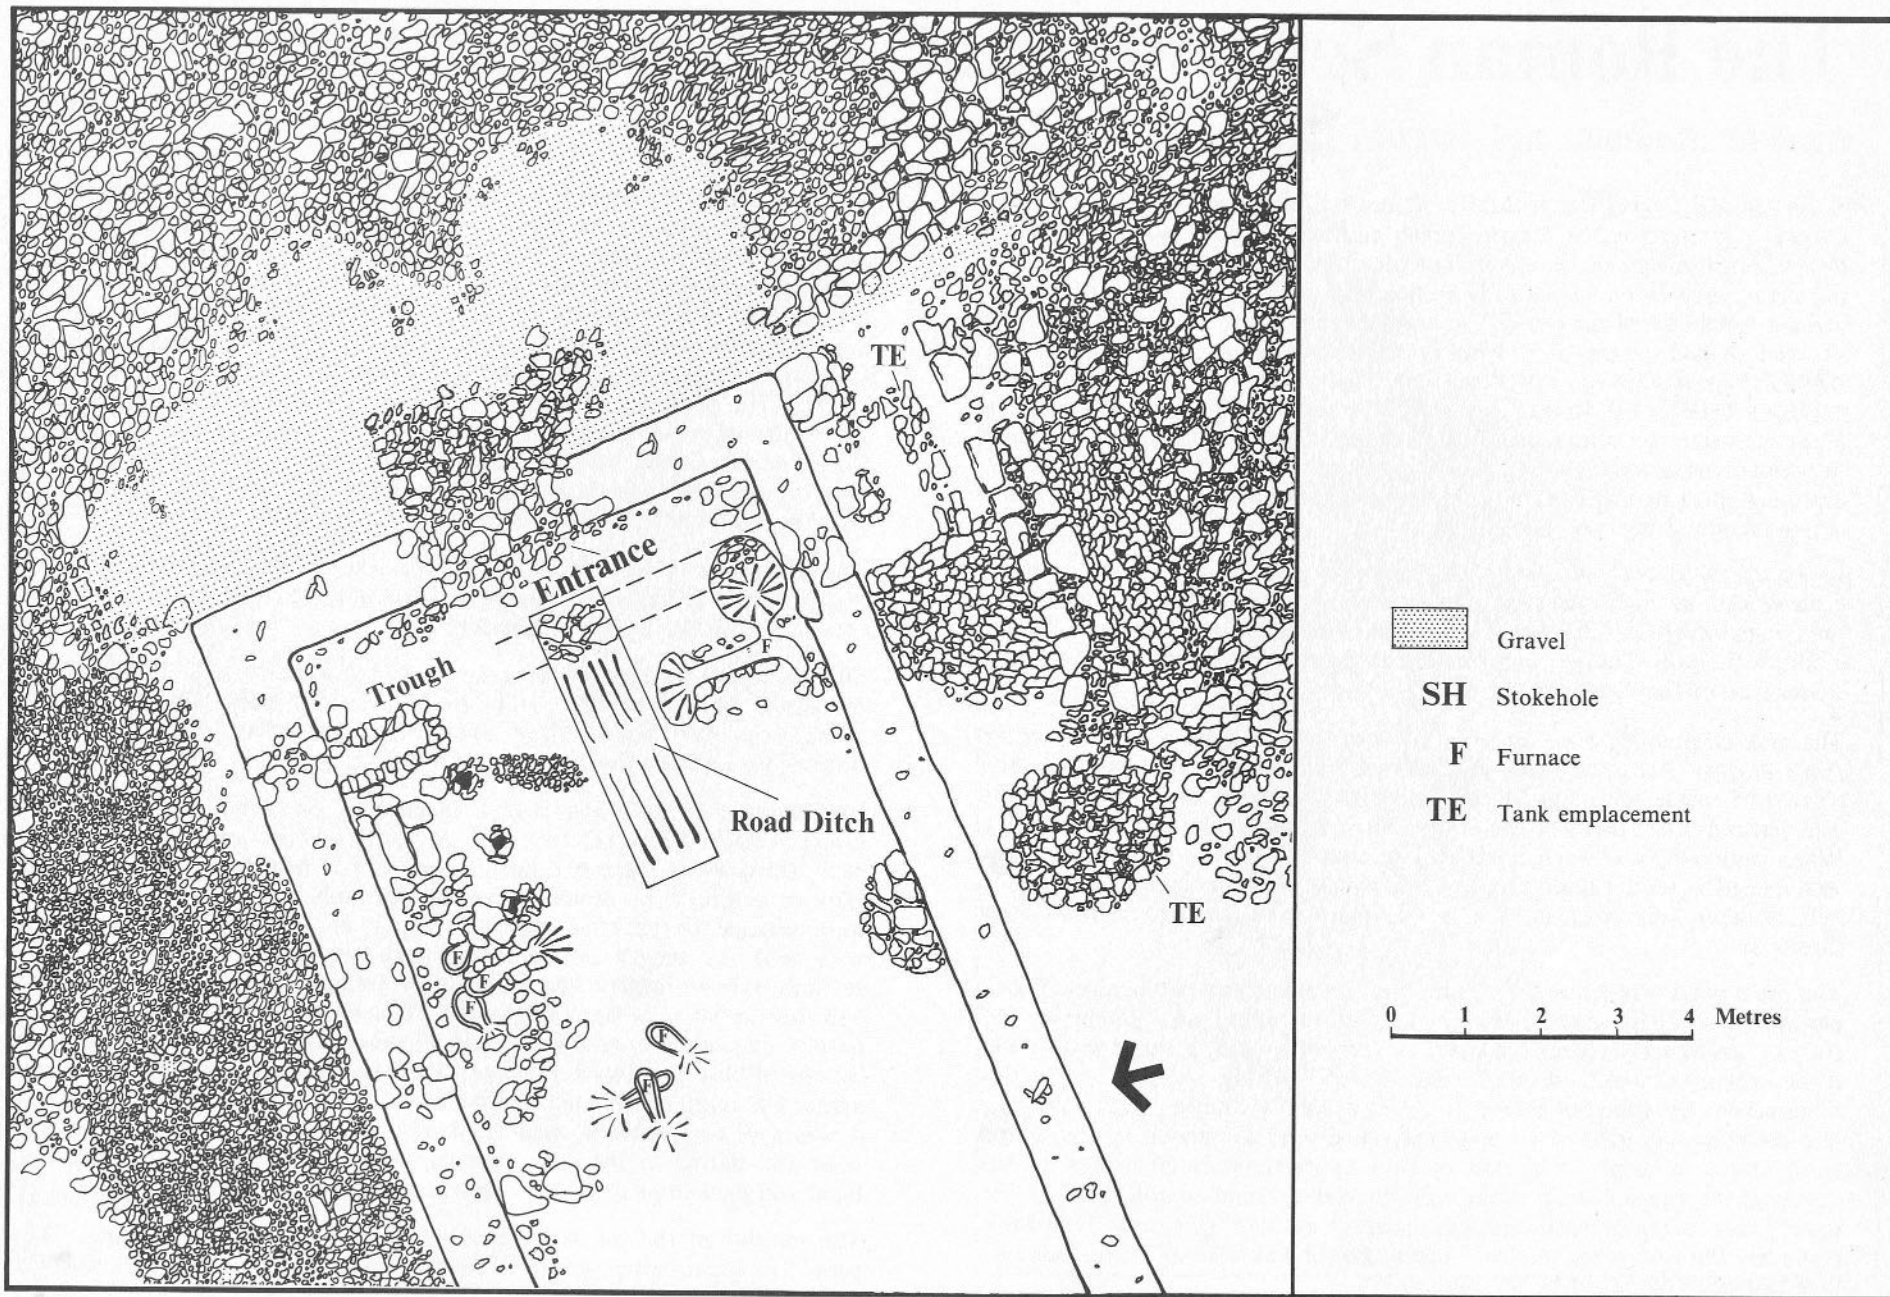 TE
Entrance
F
Trough
Road Ditch
TE
F
F
F
F
F
Gravel
SH Stokehole
F Furnace
TE Tank emplacement
0 1 2 3 4 Metres